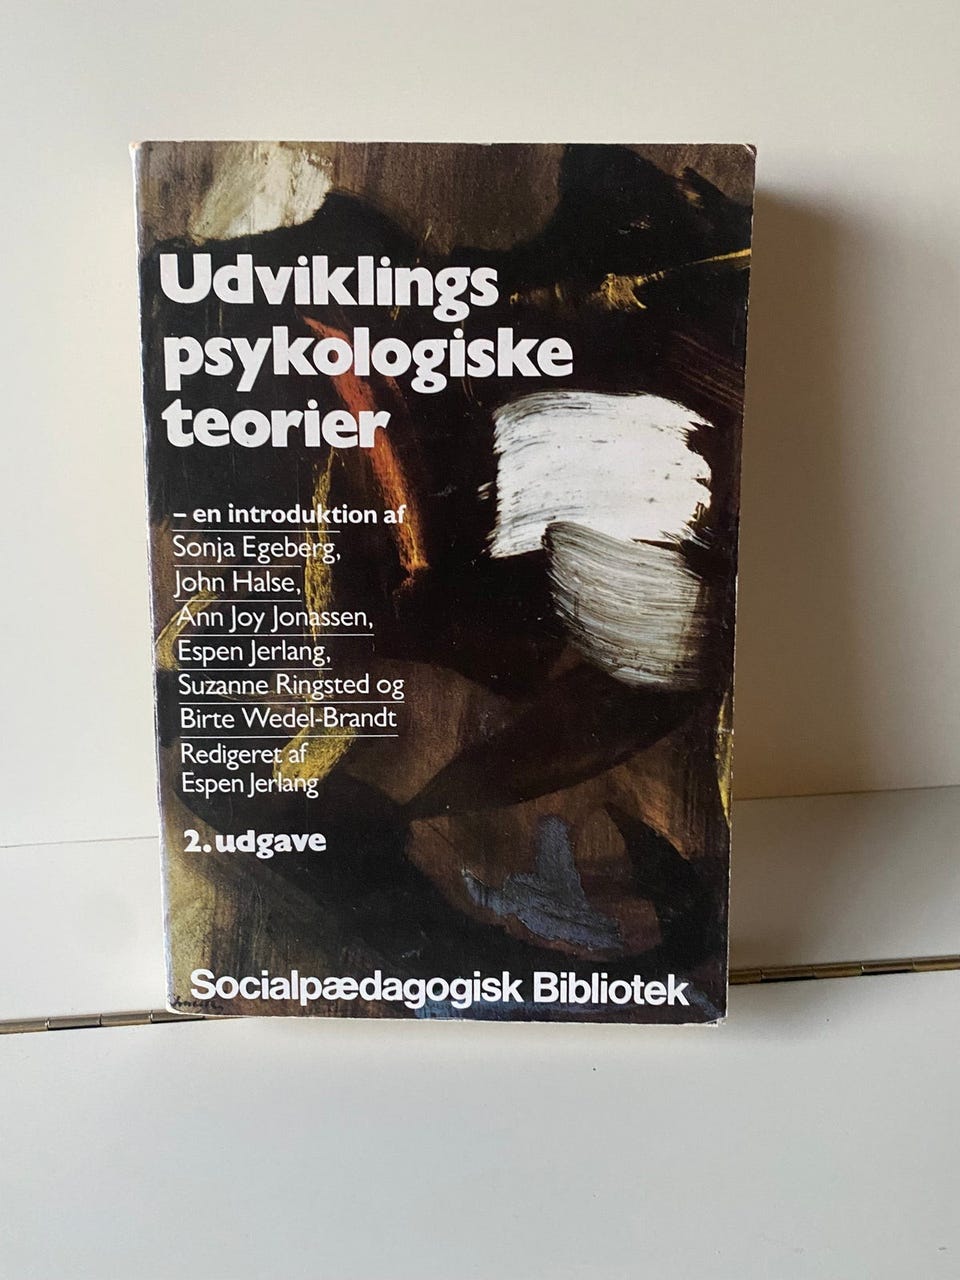 Udviklings
psykologiske
teorier
– en introduktion af
Sonja Egeberg,
John Halse,
Ann Joy Jonassen,
Espen Jerlang,
Suzanne Ringsted og
Birte Wedel-Brandt
Redigeret af
Espen Jerlang
2. udgave
Socialpædagogisk Bibliotek